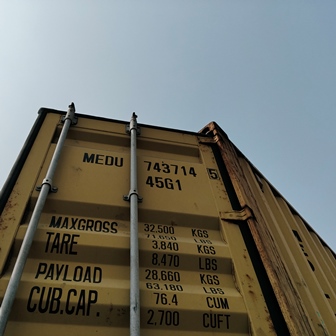 MEDU 743714 5
45G1
MAXGROSS 32,500 KGS
71,650 LBS
TARE 3,840 KGS
8,470 LBS
PAYLOAD 28,660 KGS
63,180 LBS
CUB.CAP. 76.4 CUM
2,700 CUFT